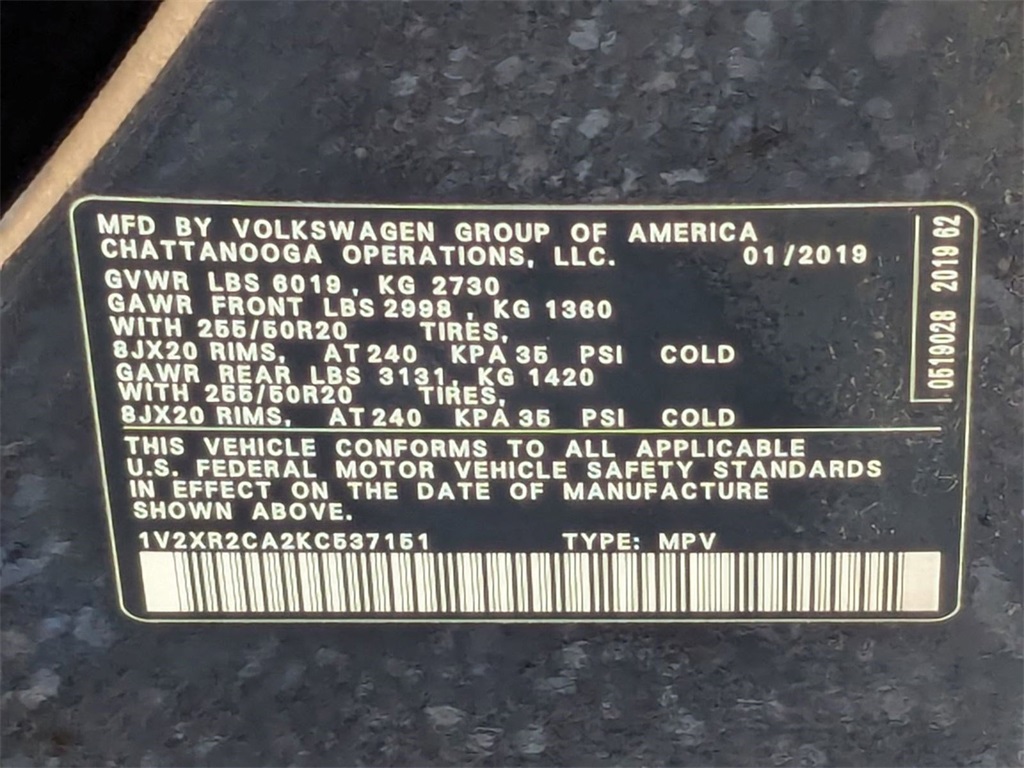 MFD BY VOLKSWAGEN GROUP OF AMERICA
CHATTANOOGA OPERATIONS, LLC. 01/2019
GVWR LBS 6019, KG 2730
GAWR FRONT LBS 2998, KG 1360
WITH 255/50R20 TIRES,
8JX20 RIMS, AT 240 KPA 35 PSI COLD
GAWR REAR LBS 3131, KG 1420
WITH 255/50R20 TIRES,
8JX20 RIMS, AT 240 KPA 35 PSI COLD
THIS VEHICLE CONFORMS TO ALL APPLICABLE
U.S. FEDERAL MOTOR VEHICLE SAFETY STANDARDS
IN EFFECT ON THE DATE OF MANUFACTURE
SHOWN ABOVE.
1V2XR2CA2KC537151 TYPE: MPV
0519028 2019 62